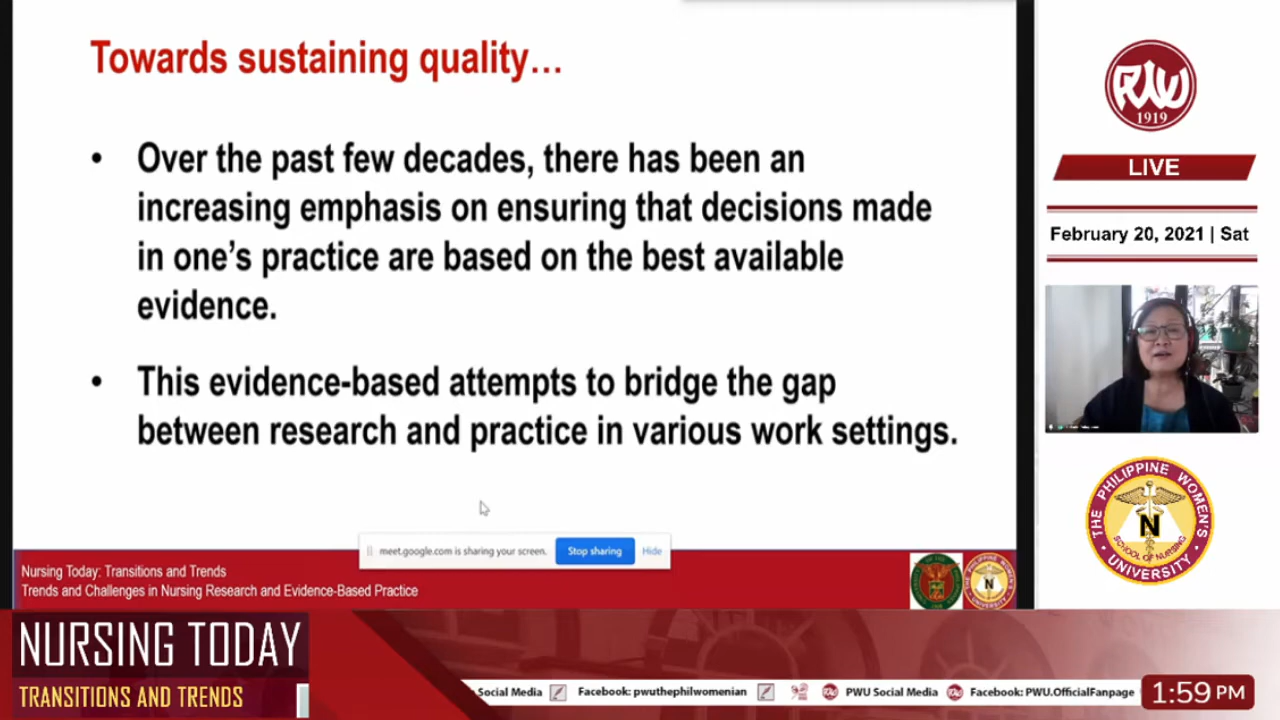 Towards sustaining quality…
• Over the past few decades, there has been an
increasing emphasis on ensuring that decisions made
in one's practice are based on the best available
evidence.
• This evidence-based attempts to bridge the gap
between research and practice in various work settings.
meet.google.com is sharing your screen. Stop sharing Hide
Nursing Today: Transitions and Trends
Trends and Challenges in Nursing Research and Evidence-Based Practice
PWU
1919
LIVE
February 20, 2021 | Sat
THE PHILIPPINE WOMEN'S
UNIVERSITY
N
SCHOOL OF NURSING
NURSING TODAY
TRANSITIONS AND TRENDS
Social Media Facebook: pwuthephilwomenian PWU Social Media Facebook: PWU.OfficialFanpage
1:59 PM